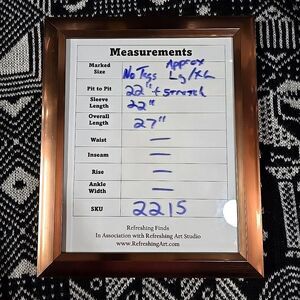 Measurements
Marked Size No Tags Approx Lg/XL
Pit to Pit 22" + stretch
Sleeve Length 22"
Overall Length 27"
Waist —
Inseam —
Rise —
Ankle Width —
SKU 2215
Refreshing Finds
In Association with Refreshing Art Studio
www.RefreshingArt.com